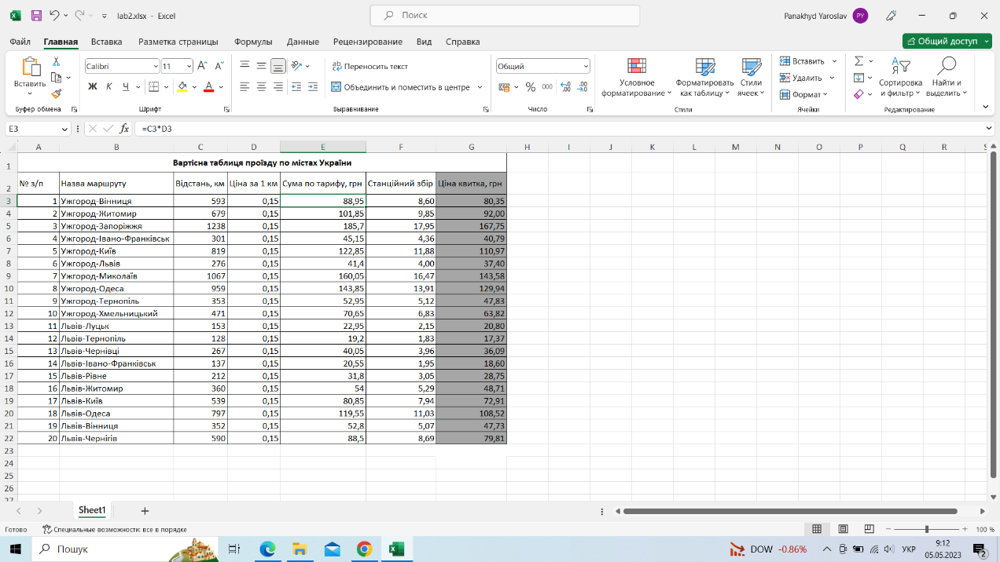 lab2.xlsx - Excel
Поиск
Panakhyd Yaroslav
PY
Файл Главная Вставка Разметка страницы Формулы Данные Рецензирование Вид Справка
Общий доступ
Вставить
Буфер обмена
Calibri 11
Ж К Ч
Шрифт
Переносить текст
Объединить и поместить в центре
Выравнивание
Общий
% 000
Число
Условное форматирование
Форматировать как таблицу
Стили ячеек
Стили
Вставить
Удалить
Формат
Ячейки
Сортировка и фильтр
Найти и выделить
Редактирование
E3 fx =C3*D3
A B C D E F G H I J K L M N O P Q R S
1 Вартісна таблиця проїзду по містах України
2 № з/п Назва маршруту Відстань, км Ціна за 1 км Сума по тарифу, грн Станційний збір Ціна квитка, грн
3 1 Ужгород-Вінниця 593 0,15 88,95 8,60 80,35
4 2 Ужгород-Житомир 679 0,15 101,85 9,85 92,00
5 3 Ужгород-Запоріжжя 1238 0,15 185,7 17,95 167,75
6 4 Ужгород-Івано-Франківськ 301 0,15 45,15 4,36 40,79
7 5 Ужгород-Київ 819 0,15 122,85 11,88 110,97
8 6 Ужгород-Львів 276 0,15 41,4 4,00 37,40
9 7 Ужгород-Миколаїв 1067 0,15 160,05 16,47 143,58
10 8 Ужгород-Одеса 959 0,15 143,85 13,91 129,94
11 9 Ужгород-Тернопіль 353 0,15 52,95 5,12 47,83
12 10 Ужгород-Хмельницький 471 0,15 70,65 6,83 63,82
13 11 Львів-Луцьк 153 0,15 22,95 2,15 20,80
14 12 Львів-Тернопіль 128 0,15 19,2 1,83 17,37
15 13 Львів-Чернівці 267 0,15 40,05 3,96 36,09
16 14 Львів-Івано-Франківськ 137 0,15 20,55 1,95 18,60
17 15 Львів-Рівне 212 0,15 31,8 3,05 28,75
18 16 Львів-Житомир 360 0,15 54 5,29 48,71
19 17 Львів-Київ 539 0,15 80,85 7,94 72,91
20 18 Львів-Одеса 797 0,15 119,55 11,03 108,52
21 19 Львів-Вінниця 352 0,15 52,8 5,07 47,73
22 20 Львів-Чернігів 590 0,15 88,5 8,69 79,81
23
24
25
26
27
Sheet1
Готово Специальные возможности: все в порядке 100 %
Пошук
DOW -0.86%
УКР
9:12
05.05.2023
2